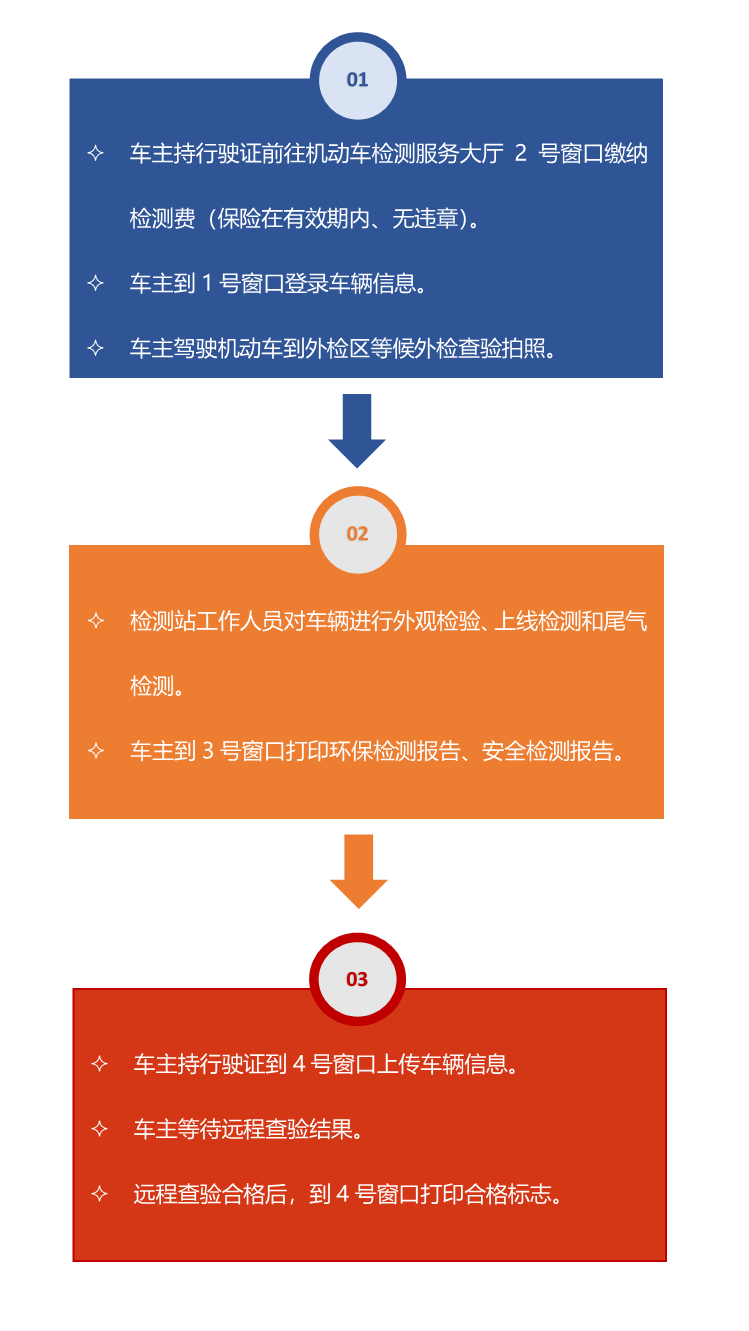 01
✧ 车主持行驶证前往机动车检测服务大厅 2 号窗口缴纳
检测费（保险在有效期内、无违章）。
✧ 车主到 1 号窗口登录车辆信息。
✧ 车主驾驶机动车到外检区等候外检查验拍照。
02
✧ 检测站工作人员对车辆进行外观检验、上线检测和尾气
检测。
✧ 车主到 3 号窗口打印环保检测报告、安全检测报告。
03
✧ 车主持行驶证到 4 号窗口上传车辆信息。
✧ 车主等待远程查验结果。
✧ 远程查验合格后，到 4 号窗口打印合格标志。